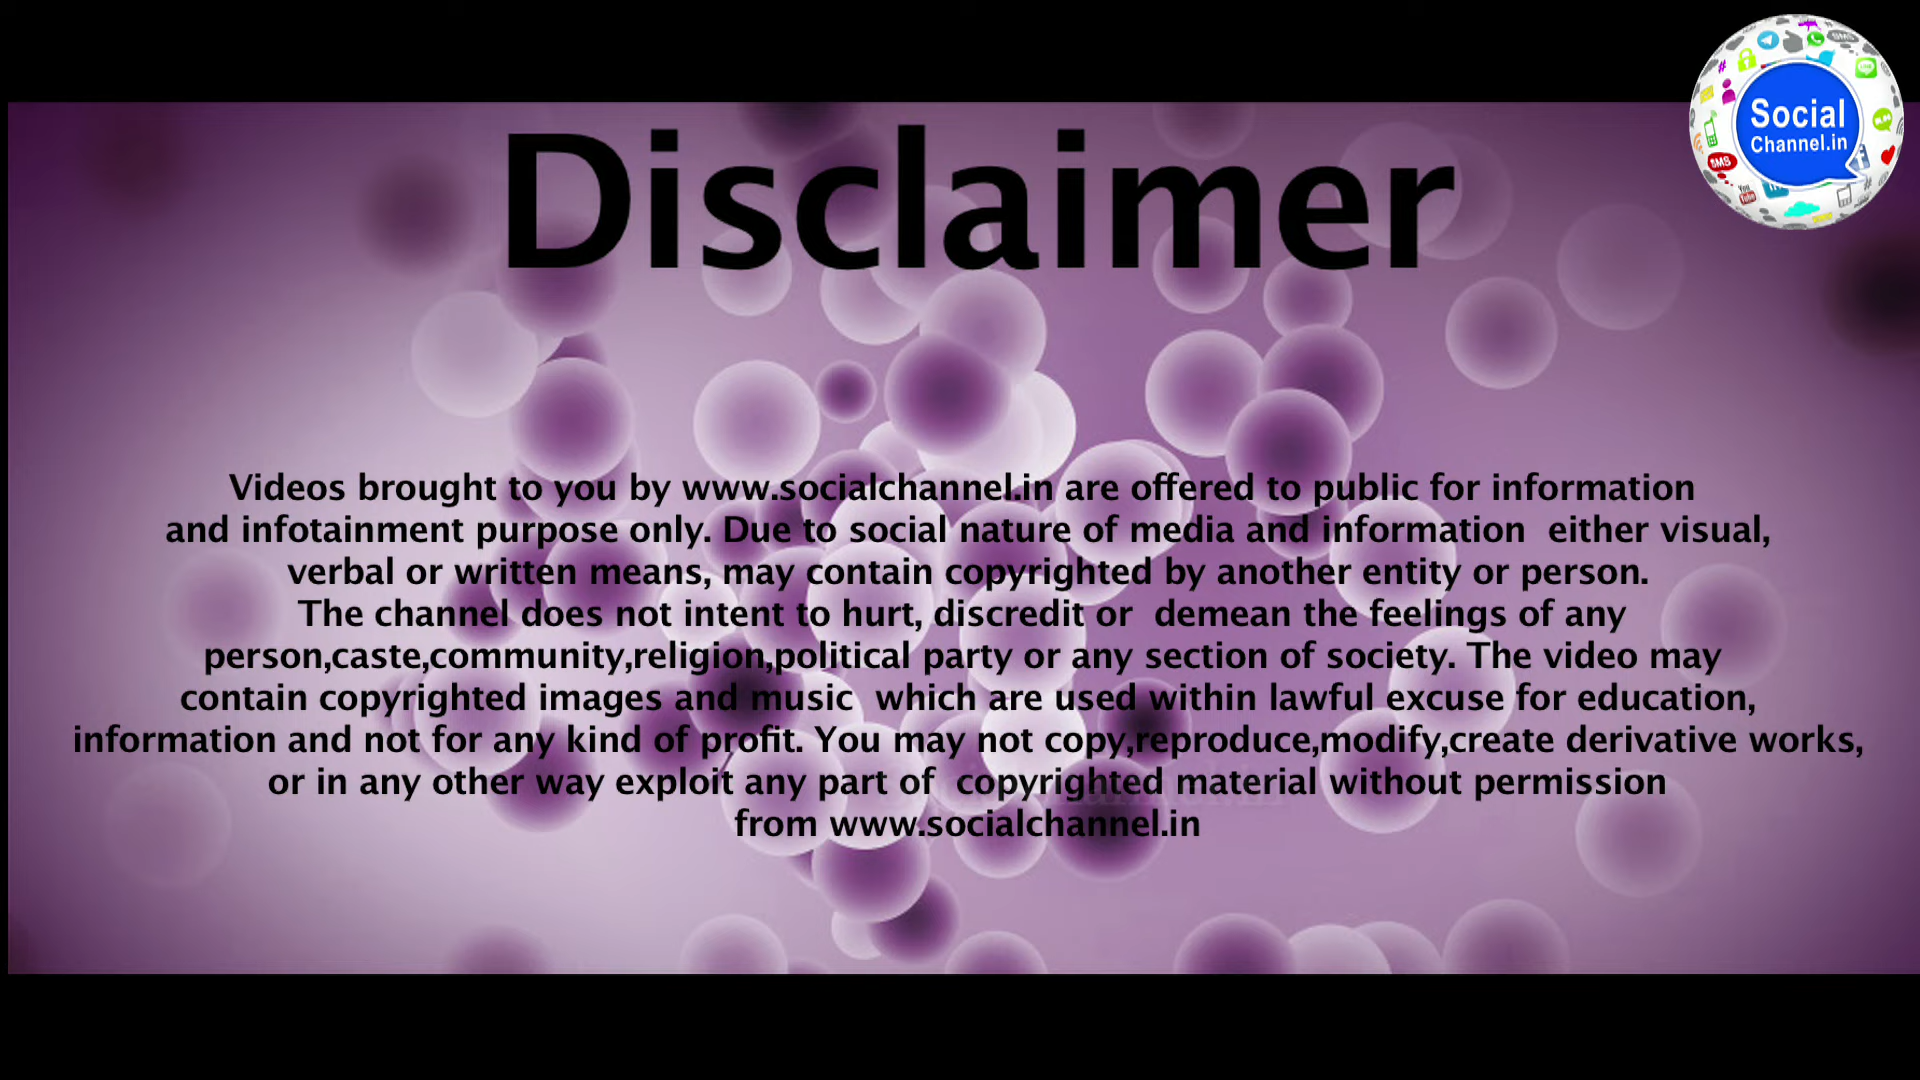 Social
Channel.in
SMS
SMS
You
Tube
Disclaimer
Videos brought to you by www.socialchannel.in are offered to public for information
and infotainment purpose only. Due to social nature of media and information  either visual,
verbal or written means, may contain copyrighted by another entity or person.
The channel does not intent to hurt, discredit or  demean the feelings of any
person,caste,community,religion,political party or any section of society. The video may
contain copyrighted images and music  which are used within lawful excuse for education,
information and not for any kind of profit. You may not copy,reproduce,modify,create derivative works,
or in any other way exploit any part of  copyrighted material without permission
from www.socialchannel.in